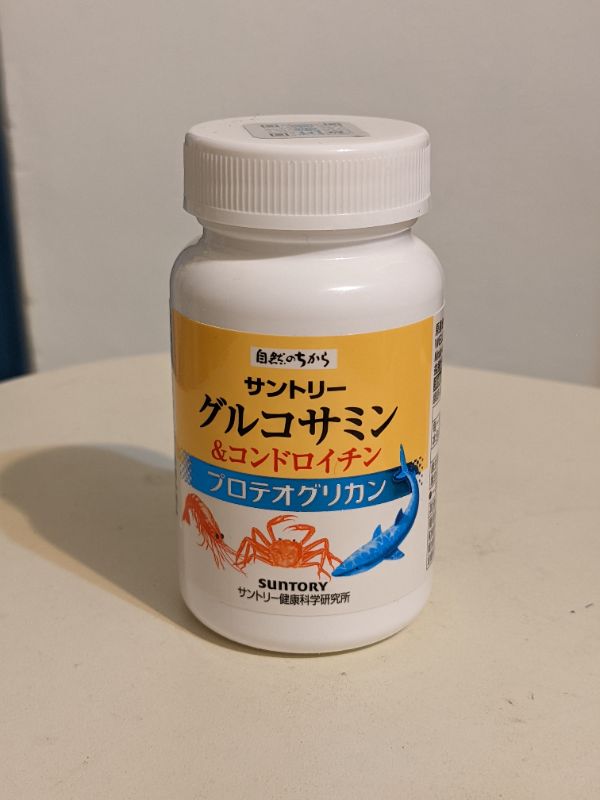 自然のちから
サントリー
グルコサミン
&コンドロイチン
プロテオグリカン
SUNTORY
サントリー健康科学研究所